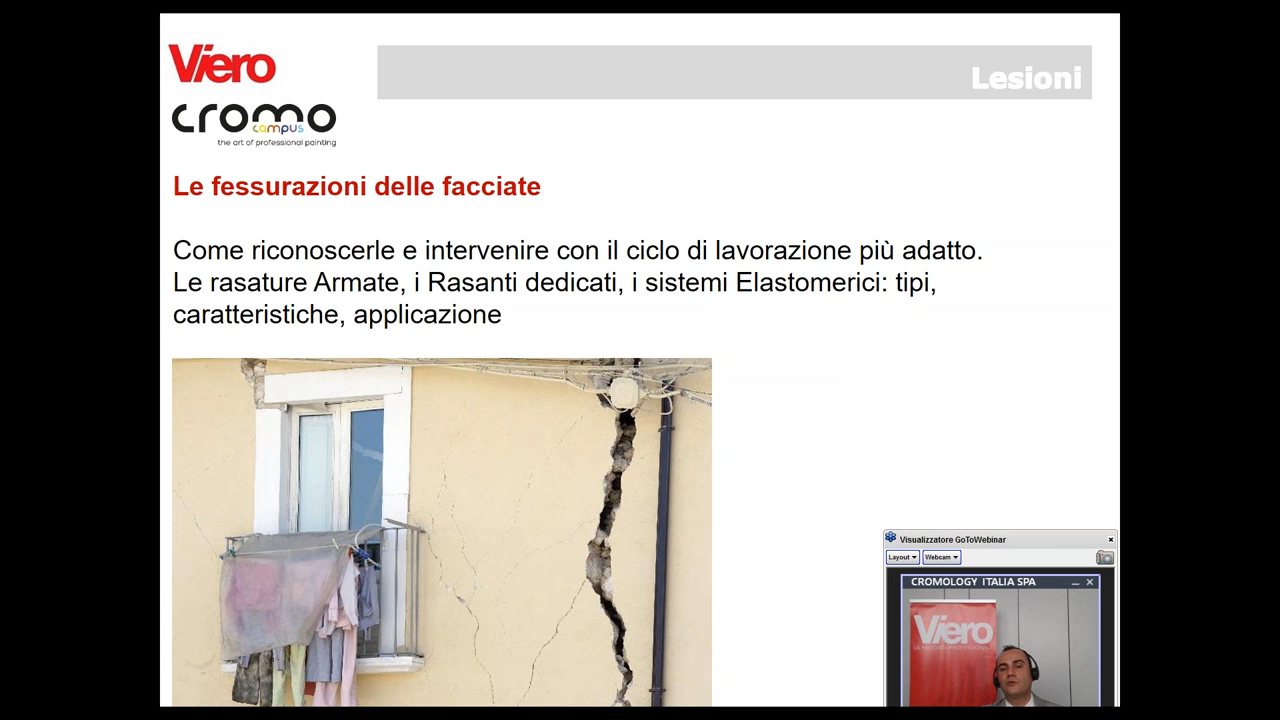 Viero
Lesioni
cromo
campus
the art of professional painting
Le fessurazioni delle facciate
Come riconoscerle e intervenire con il ciclo di lavorazione più adatto.
Le rasature Armate, i Rasanti dedicati, i sistemi Elastomerici: tipi,
caratteristiche, applicazione
Visualizzatore GoToWebinar
Layout
Webcam
CROMOLOGY ITALIA SPA
Viero